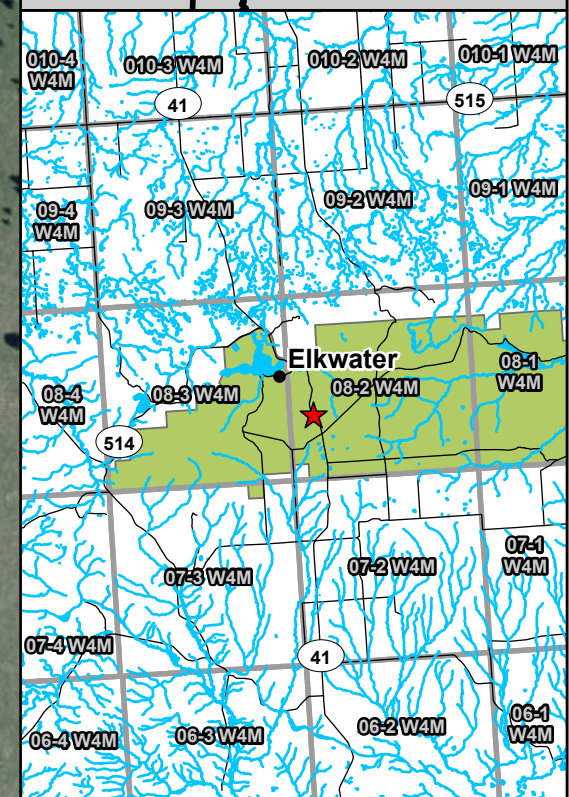 010-4
W4M
010-3 W4M
010-2 W4M
010-1 W4M
41
515
09-4
W4M
09-3 W4M
09-2 W4M
09-1 W4M
Elkwater
08-4
W4M
08-3 W4M
08-2 W4M
08-1
W4M
514
07-4 W4M
07-3 W4M
07-2 W4M
07-1
W4M
41
06-4 W4M
06-3 W4M
06-2 W4M
06-1
W4M